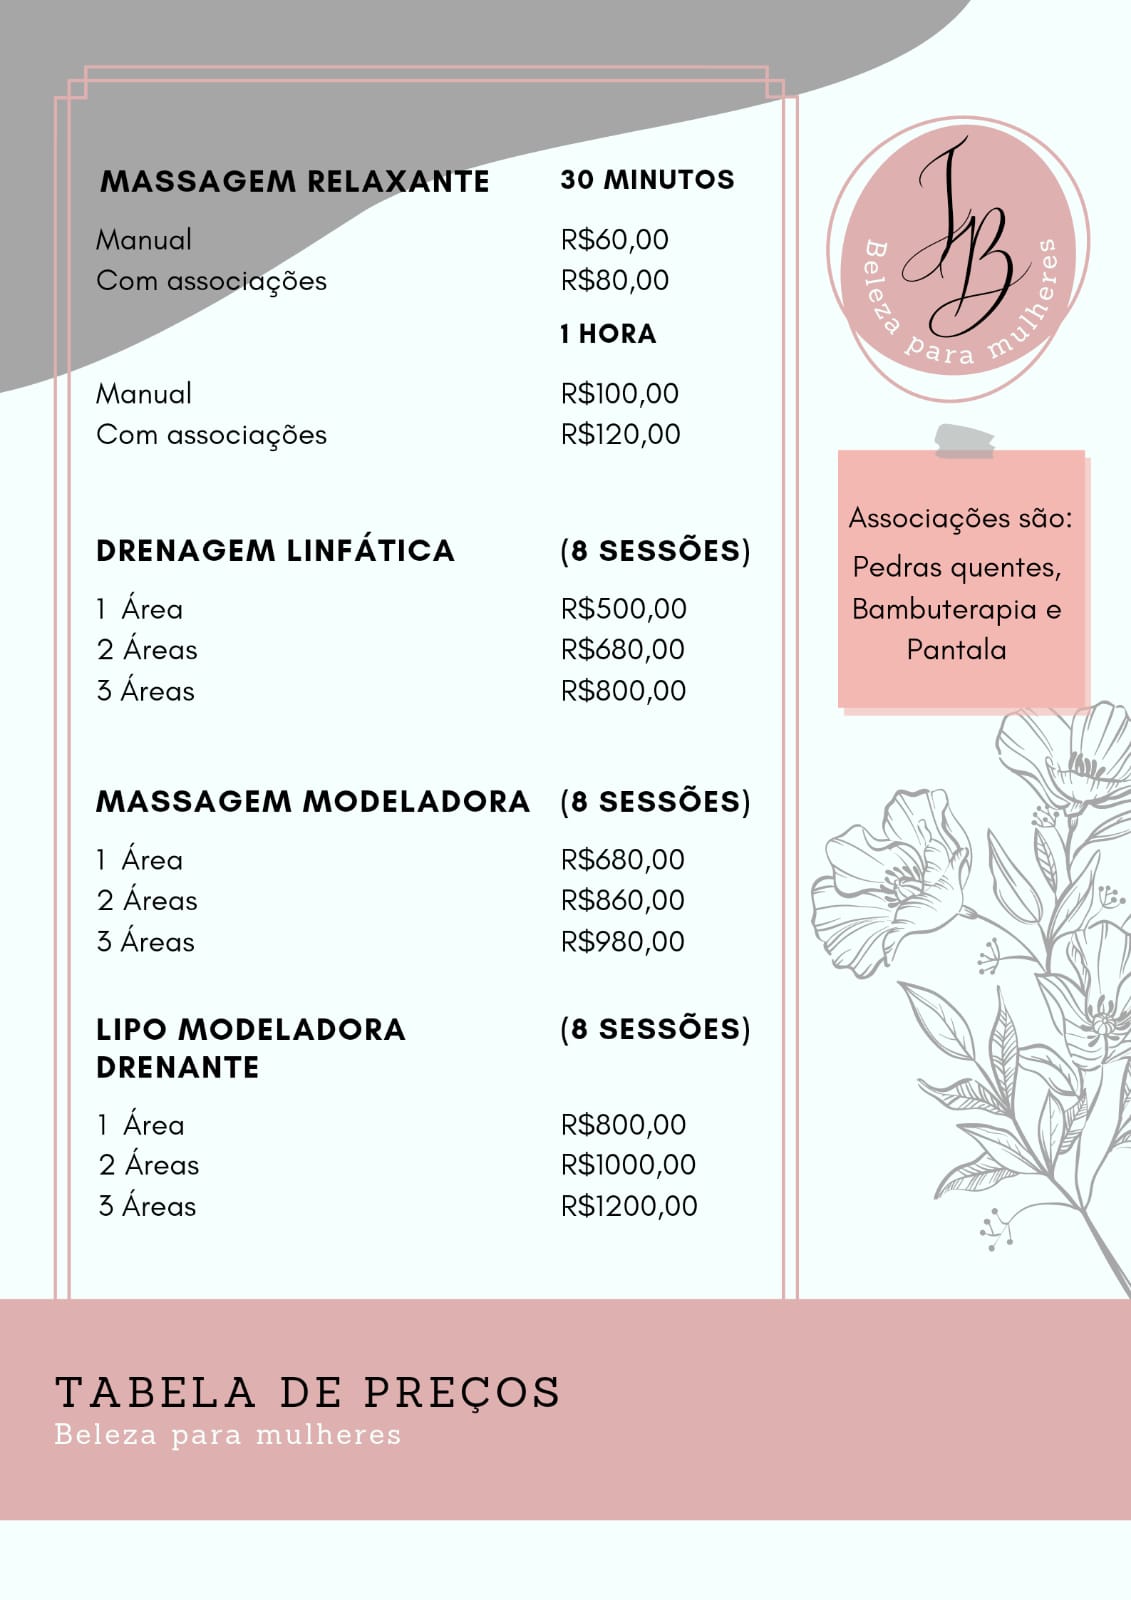 MASSAGEM RELAXANTE 30 MINUTOS
Manual R$60,00
Com associações R$80,00
1 HORA
Manual R$100,00
Com associações R$120,00
DRENAGEM LINFÁTICA (8 SESSÕES)
1 Área R$500,00
2 Áreas R$680,00
3 Áreas R$800,00
MASSAGEM MODELADORA (8 SESSÕES)
1 Área R$680,00
2 Áreas R$860,00
3 Áreas R$980,00
LIPO MODELADORA (8 SESSÕES)
DRENANTE
1 Área R$800,00
2 Áreas R$1000,00
3 Áreas R$1200,00
Beleza para mulheres
Associações são:
Pedras quentes,
Bambuterapia e
Pantala
TABELA DE PREÇOS
Beleza para mulheres